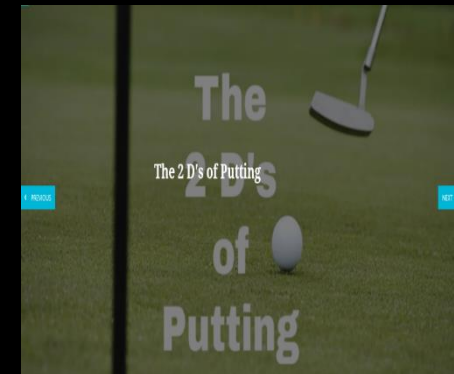 The
2 D's
of
Putting
The 2 D's of Putting
PREVIOUS
NEXT